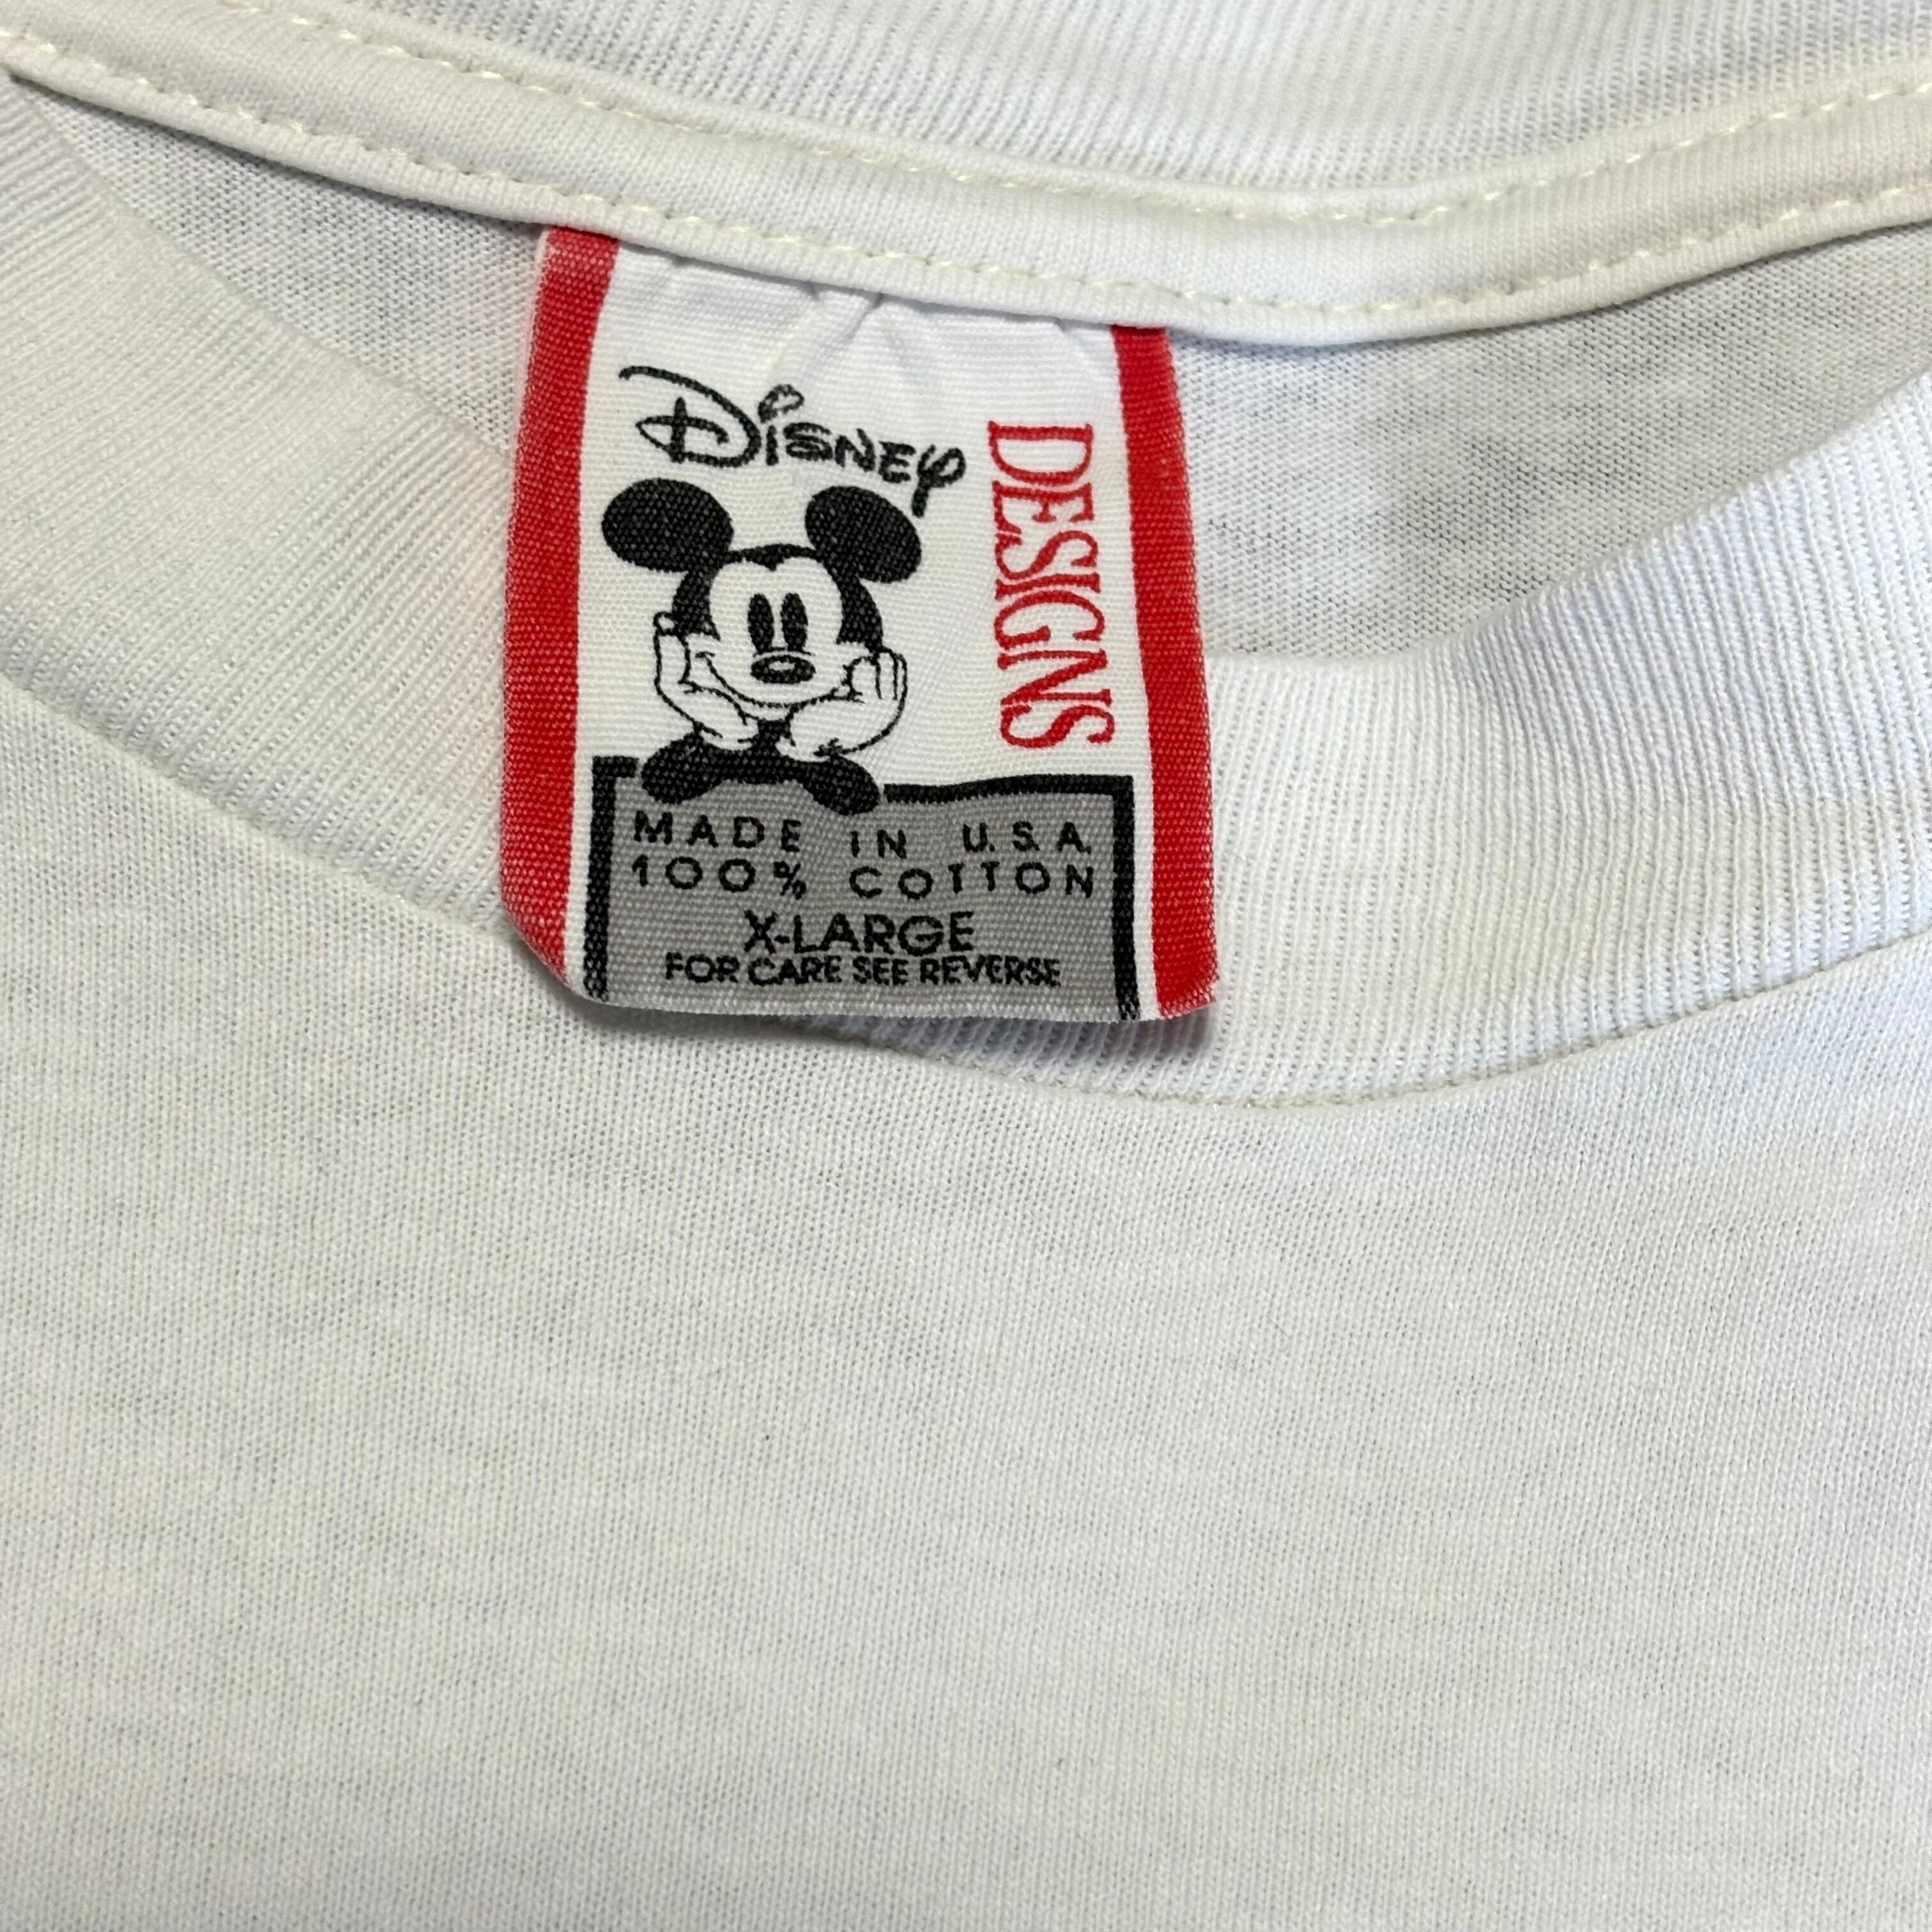 Disney
DESIGNS
MADE IN U.S.A.
100% COTTON
X-LARGE
FOR CARE SEE REVERSE